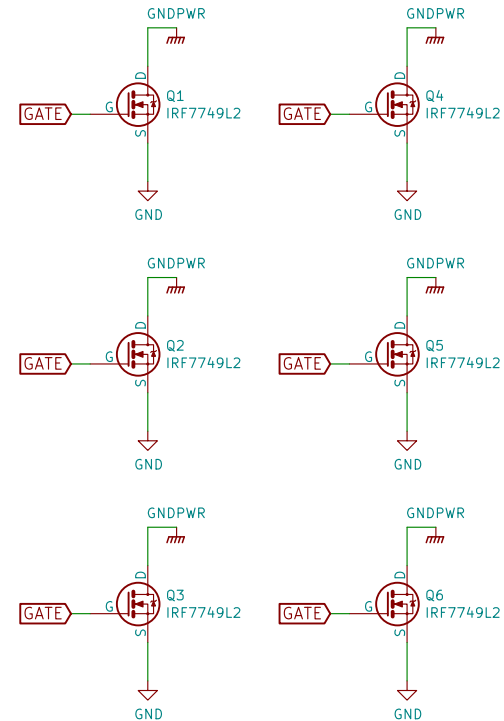 GNDPWR
D
Q1
GATE
G
IRF7749L2
S
GND
GNDPWR
D
Q4
GATE
G
IRF7749L2
S
GND
GNDPWR
D
Q2
GATE
G
IRF7749L2
S
GND
GNDPWR
D
Q5
GATE
G
IRF7749L2
S
GND
GNDPWR
D
Q3
GATE
G
IRF7749L2
S
GND
GNDPWR
D
Q6
GATE
G
IRF7749L2
S
GND